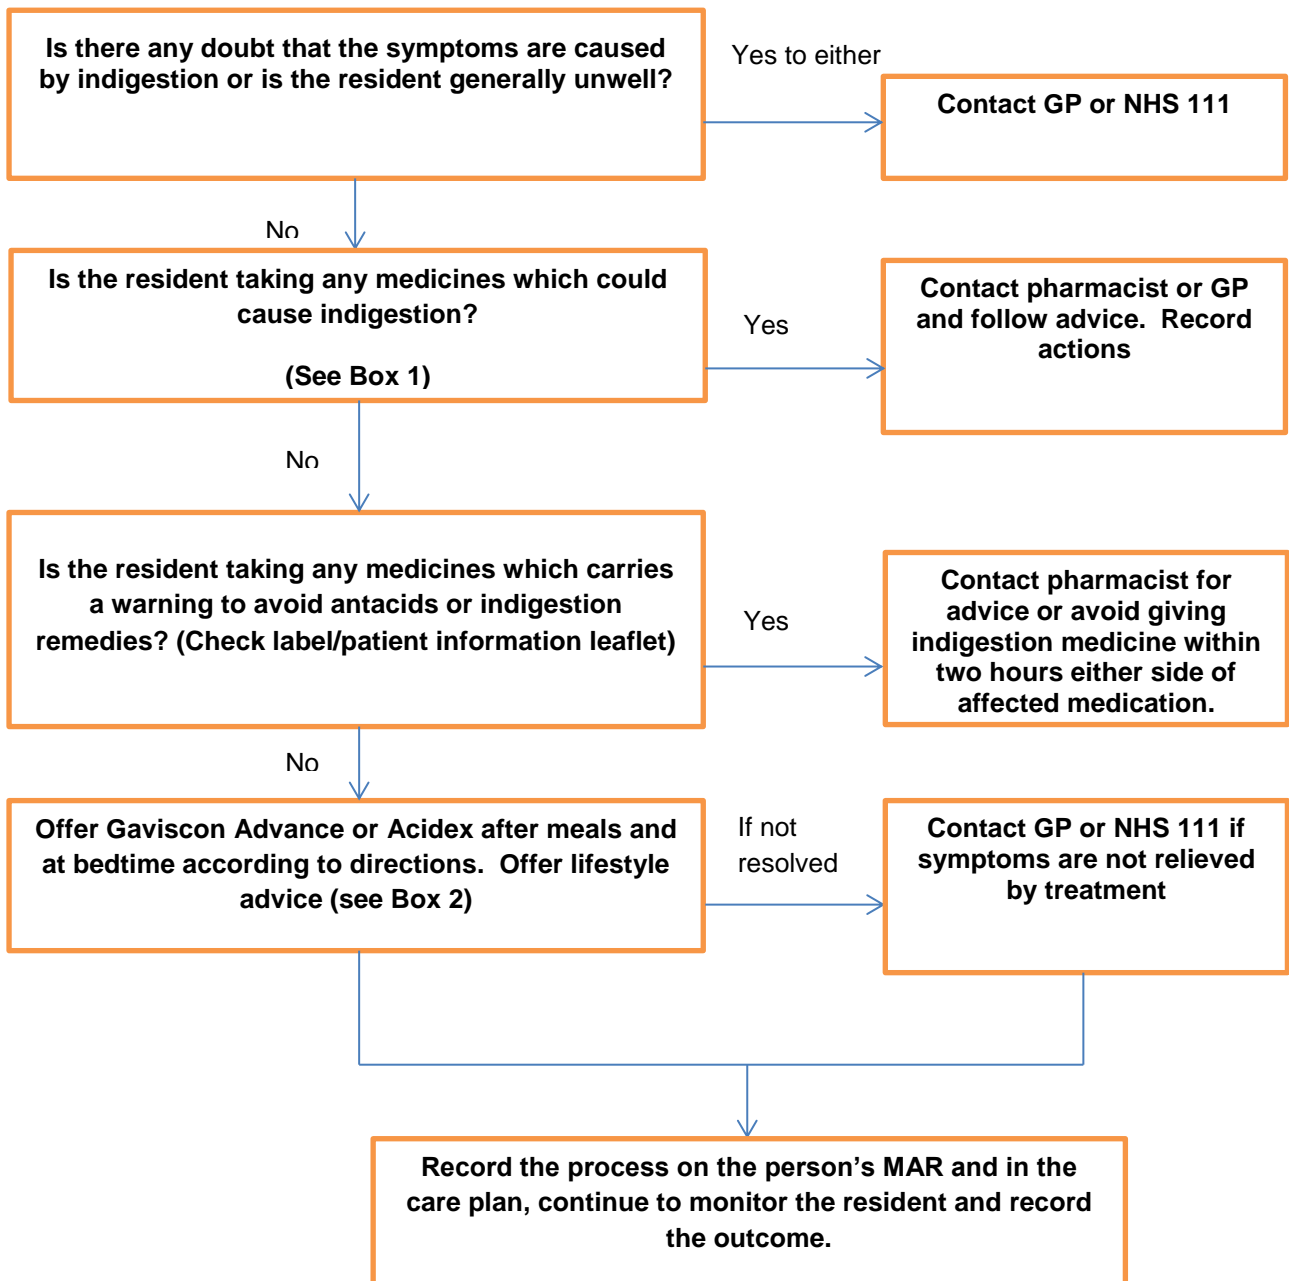 Is there any doubt that the symptoms are caused
by indigestion or is the resident generally unwell?
Yes to either
Contact GP or NHS 111
No
Is the resident taking any medicines which could
cause indigestion?
(See Box 1)
Yes
Contact pharmacist or GP
and follow advice.  Record
actions
No
Is the resident taking any medicines which carries
a warning to avoid antacids or indigestion
remedies? (Check label/patient information leaflet)
Yes
Contact pharmacist for
advice or avoid giving
indigestion medicine within
two hours either side of
affected medication.
No
Offer Gaviscon Advance or Acidex after meals and
at bedtime according to directions.  Offer lifestyle
advice (see Box 2)
If not
resolved
Contact GP or NHS 111 if
symptoms are not relieved
by treatment
Record the process on the person’s MAR and in the
care plan, continue to monitor the resident and record
the outcome.